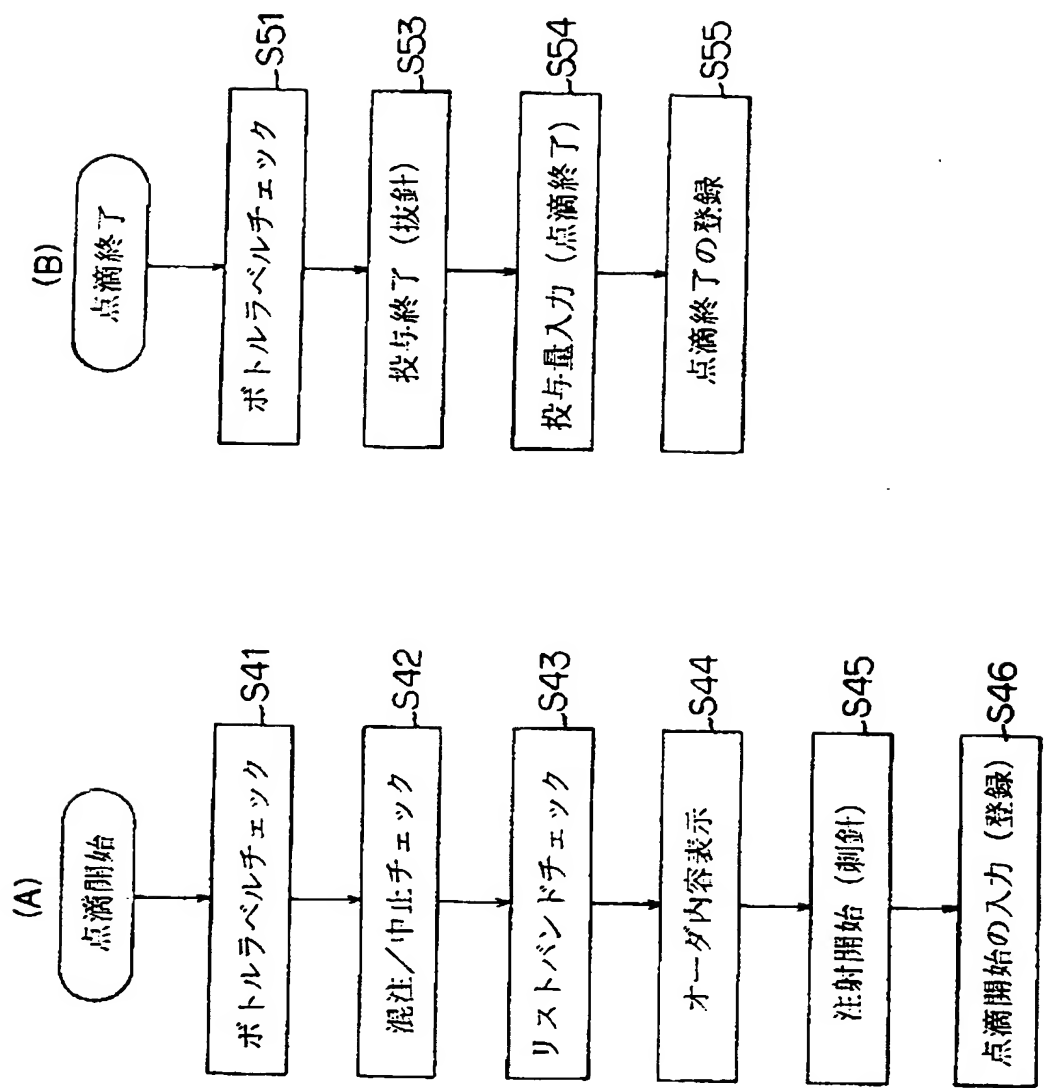 (A)
点滴開始
ボトルラベルチェック
S41
混注／中止チェック
S42
リストバンドチェック
S43
オーダ内容表示
S44
注射開始（刺針）
S45
点滴開始の入力（登録）
S46
(B)
点滴終了
ボトルラベルチェック
S51
投与終了（抜針）
S53
投与量入力（点滴終了）
S54
点滴終了の登録
S55